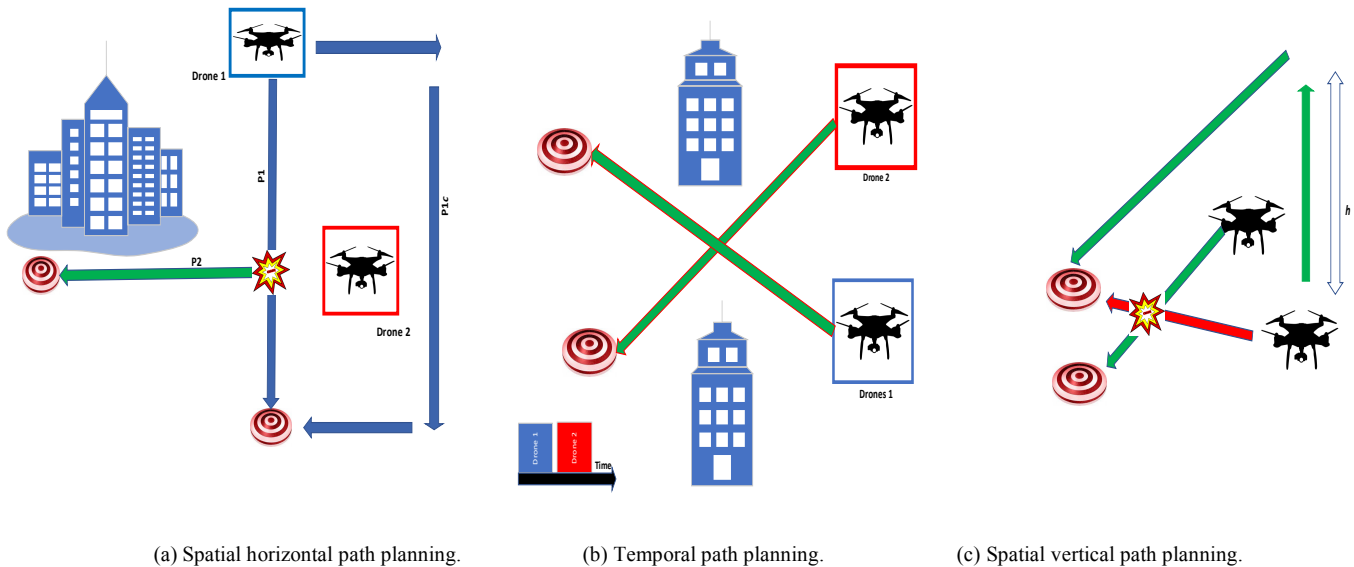 Drone 1
P1
P1c
P2
Drone 2
Drone 2
Drones 1
Drone 1
Drone 2
Time
h
(a) Spatial horizontal path planning.
(b) Temporal path planning.
(c) Spatial vertical path planning.